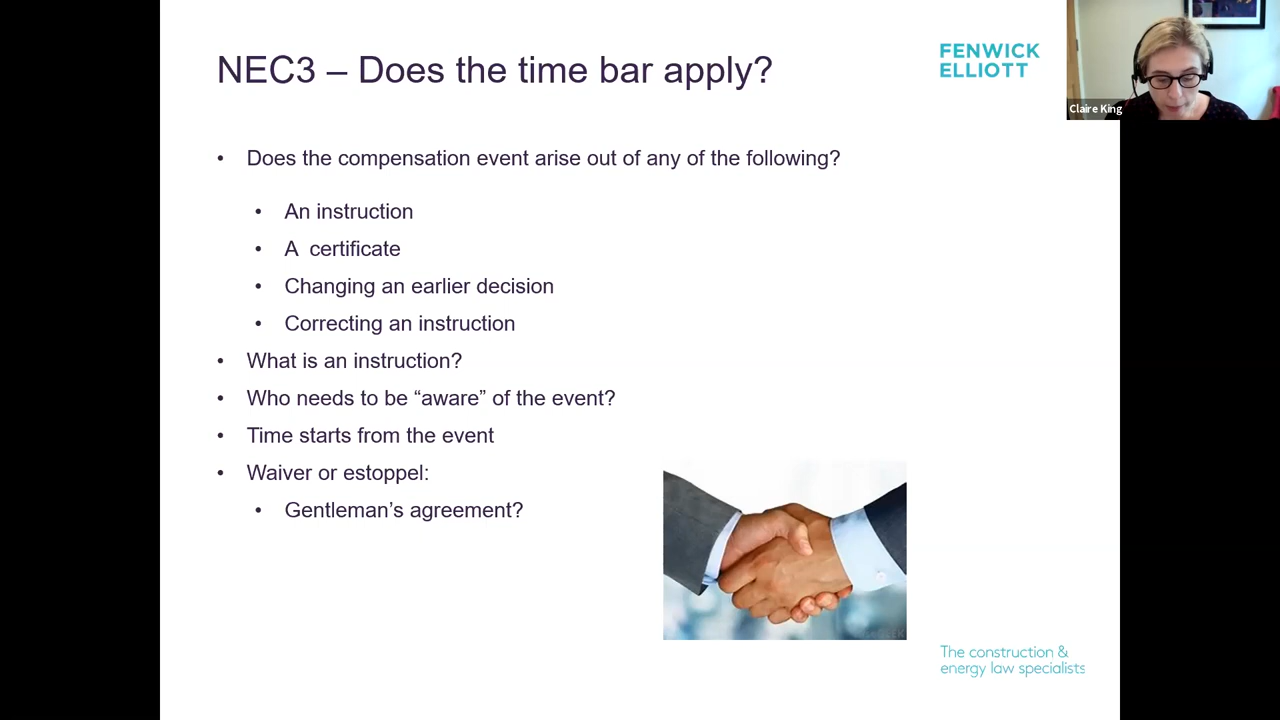 NEC3 – Does the time bar apply?
FENWICK
ELLIOTT
Claire King
• Does the compensation event arise out of any of the following?
• An instruction
• A certificate
• Changing an earlier decision
• Correcting an instruction
• What is an instruction?
• Who needs to be “aware” of the event?
• Time starts from the event
• Waiver or estoppel:
• Gentleman’s agreement?
The construction &
energy law specialists